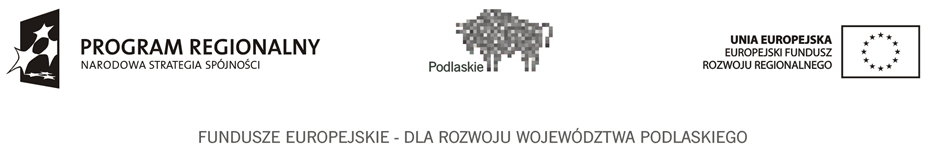 PROGRAM REGIONALNY
NARODOWA STRATEGIA SPÓJNOŚCI
Podlaskie
UNIA EUROPEJSKA
EUROPEJSKI FUNDUSZ
ROZWOJU REGIONALNEGO
FUNDUSZE EUROPEJSKIE - DLA ROZWOJU WOJEWÓDZTWA PODLASKIEGO